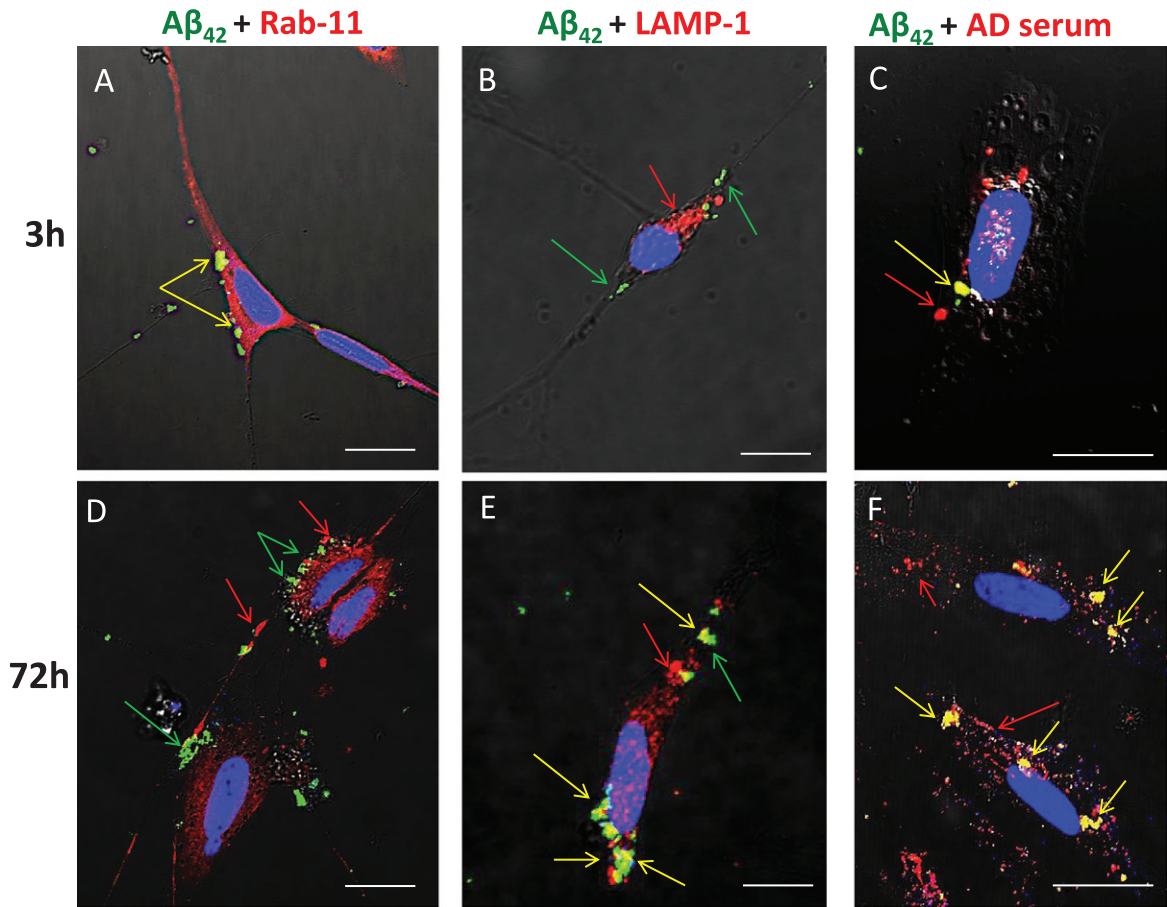 Aβ42 + Rab-11
Aβ42 + LAMP-1
Aβ42 + AD serum
3h
A
B
C
72h
D
E
F